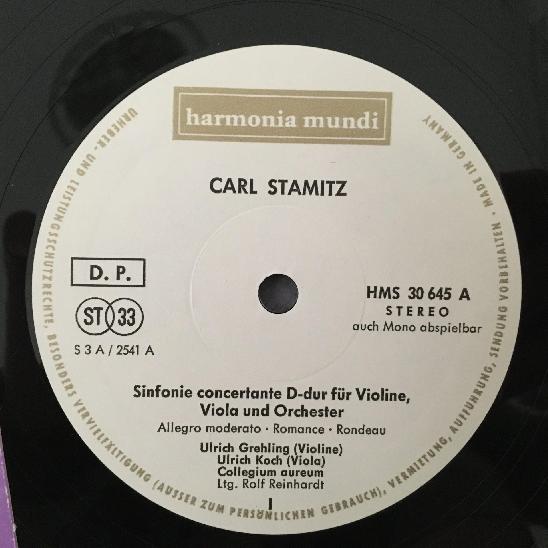 harmonia mundi
CARL STAMITZ
D. P.
ST 33
S 3 A / 2541 A
HMS 30 645 A
STEREO
auch Mono abspielbar
Sinfonie concertante D-dur für Violine,
Viola und Orchester
Allegro moderato · Romance · Rondeau
Ulrich Grehling (Violine)
Ulrich Koch (Viola)
Collegium aureum
Ltg. Rolf Reinhardt
I
URHEBER- UND LEISTUNGSSCHUTZRECHTE, BESONDERS VERVIELFÄLTIGUNG (AUSSER ZUM PERSÖNLICHEN GEBRAUCH), VERMIETUNG, AUFFÜHRUNG, SENDUNG VORBEHALTEN · MADE IN GERMANY